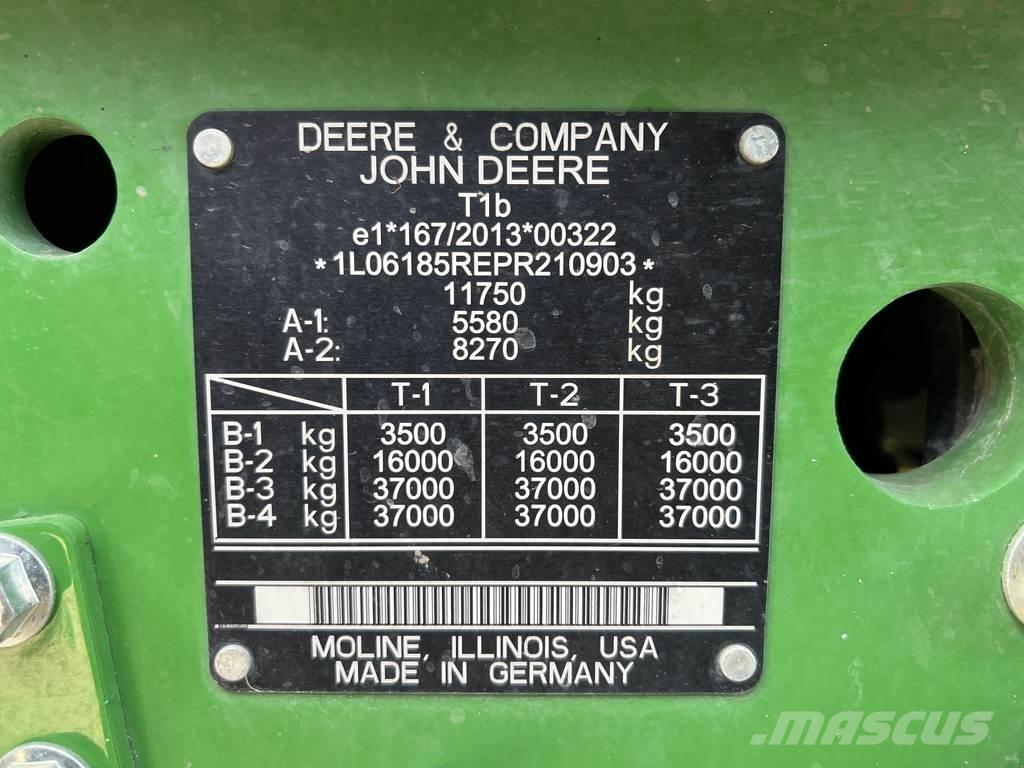 DEERE & COMPANY
JOHN DEERE
T1b
e1*167/2013*00322
*1L06185REPR210903*
11750 kg
A-1: 5580 kg
A-2: 8270 kg
T-1 T-2 T-3
B-1 kg 3500 3500 3500
B-2 kg 16000 16000 16000
B-3 kg 37000 37000 37000
B-4 kg 37000 37000 37000
MOLINE, ILLINOIS, USA
MADE IN GERMANY
MASCUS